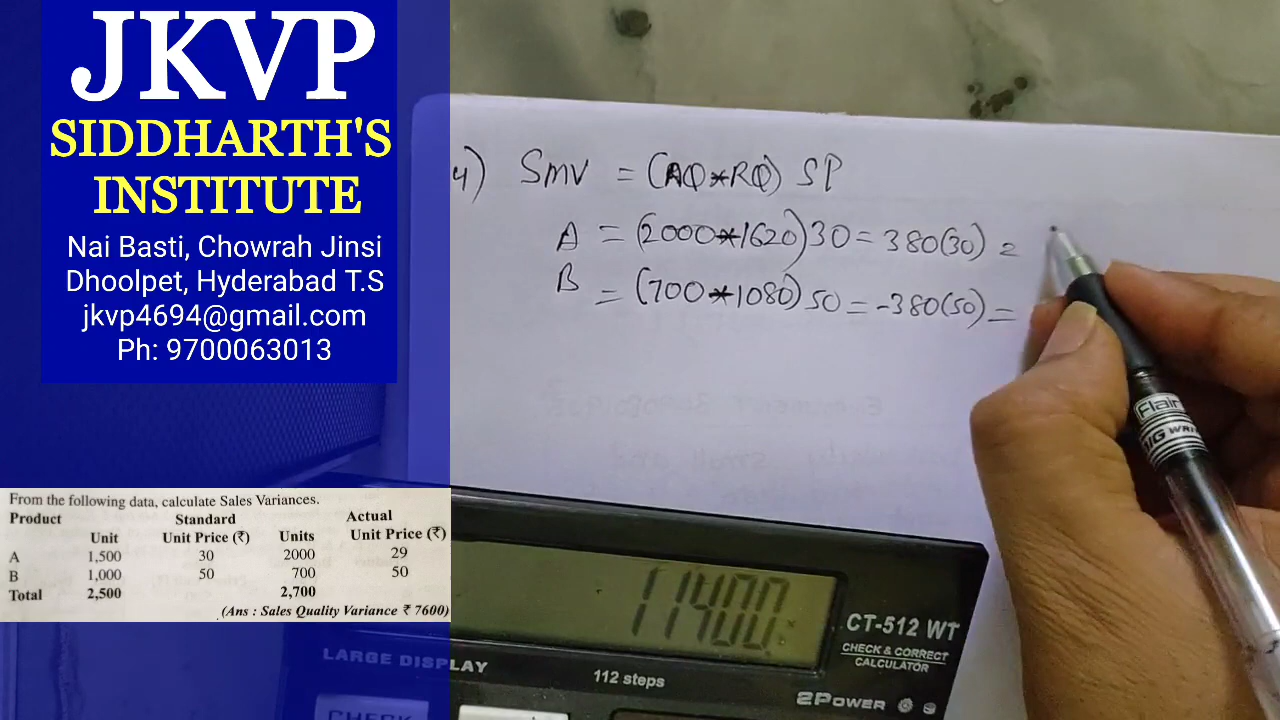 JKVP
SIDDHARTH'S
INSTITUTE
Nai Basti, Chowrah Jinsi
Dhoolpet, Hyderabad T.S
jkvp4694@gmail.com
Ph: 9700063013
4) SMV = (AQ*RQ) SP
A = (2000*1620)30 = 380(30) =
B = (700*1080)50 = -380(50) =
From the following data, calculate Sales Variances.
Product Standard Actual
Unit Unit Price (₹) Units Unit Price (₹)
A 1,500 30 2000 29
B 1,000 50 700 50
Total 2,500 2,700
(Ans : Sales Quality Variance ₹ 7600)
11400.
CT-512 WT
CHECK & CORRECT
CALCULATOR
LARGE DISPLAY
112 steps
2POWER
CHECK
Flair